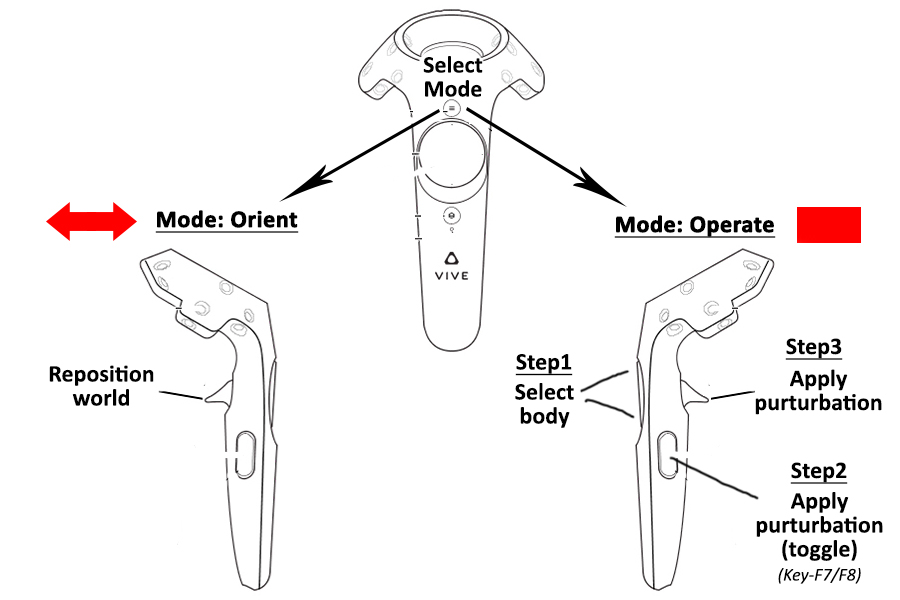 Select
Mode
Mode: Orient
Mode: Operate
VIVE
Reposition
world
Step1
Select
body
Step3
Apply
purturbation
Step2
Apply
purturbation
(toggle)
(Key-F7/F8)